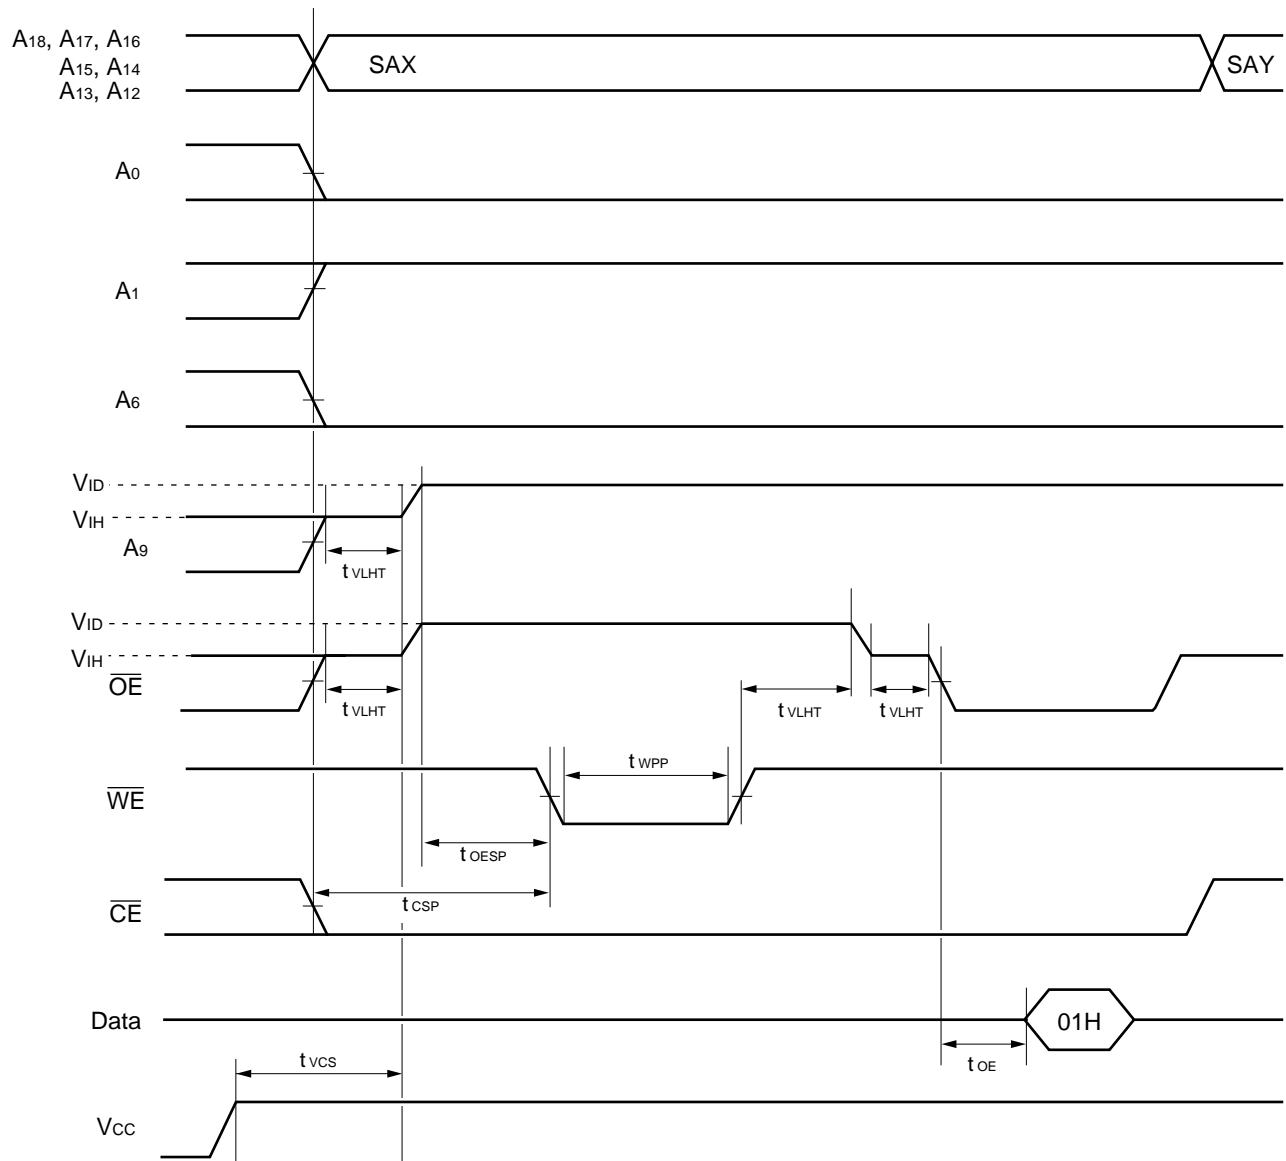 A18, A17, A16
A15, A14
A13, A12
SAX
SAY
A0
A1
A6
VID
VIH
A9
tVLHT
VID
VIH
OE
tVLHT
tVLHT
tVLHT
tWPP
WE
tOESP
tCSP
CE
Data
01H
tOE
tVCS
VCC